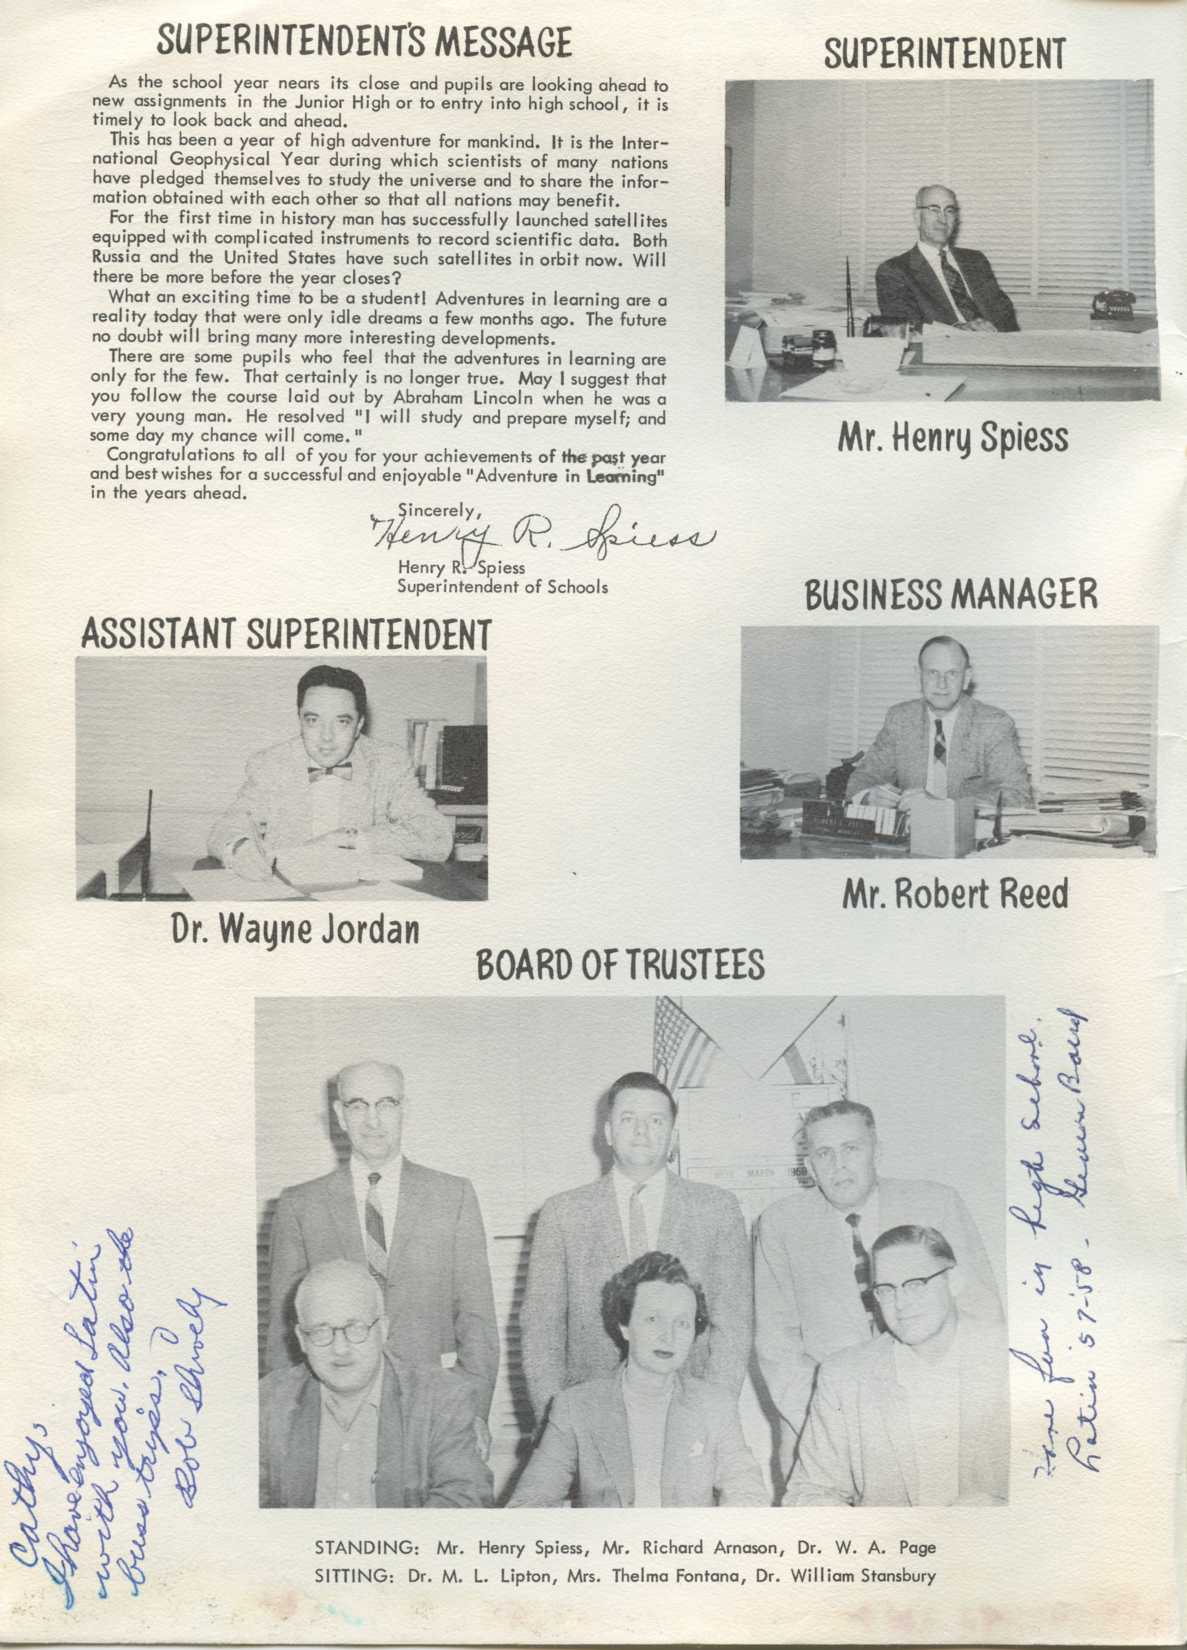 SUPERINTENDENT'S MESSAGE
As the school year nears its close and pupils are looking ahead to
new assignments in the Junior High or to entry into high school, it is
timely to look back and ahead.
This has been a year of high adventure for mankind. It is the Inter-
national Geophysical Year during which scientists of many nations
have pledged themselves to study the universe and to share the infor-
mation obtained with each other so that all nations may benefit.
For the first time in history man has successfully launched satellites
equipped with complicated instruments to record scientific data. Both
Russia and the United States have such satellites in orbit now. Will
there be more before the year closes?
What an exciting time to be a student! Adventures in learning are a
reality today that were only idle dreams a few months ago. The future
no doubt will bring many more interesting developments.
There are some pupils who feel that the adventures in learning are
only for the few. That certainly is no longer true. May I suggest that
you follow the course laid out by Abraham Lincoln when he was a
very young man. He resolved "I will study and prepare myself; and
some day my chance will come."
Congratulations to all of you for your achievements of the past year
and best wishes for a successful and enjoyable "Adventure in Learning"
in the years ahead.
Sincerely,
Henry R. Spiess
Henry R. Spiess
Superintendent of Schools
SUPERINTENDENT
Mr. Henry Spiess
ASSISTANT SUPERINTENDENT
Dr. Wayne Jordan
BUSINESS MANAGER
Mr. Robert Reed
BOARD OF TRUSTEES
MARCH 1958
Cathy,
I have enjoyed Latin
with you. Also the
buss trips.
Bob Shively
Have fun in high school.
Latin '57-'58 -
STANDING: Mr. Henry Spiess, Mr. Richard Arnason, Dr. W. A. Page
SITTING: Dr. M. L. Lipton, Mrs. Thelma Fontana, Dr. William Stansbury